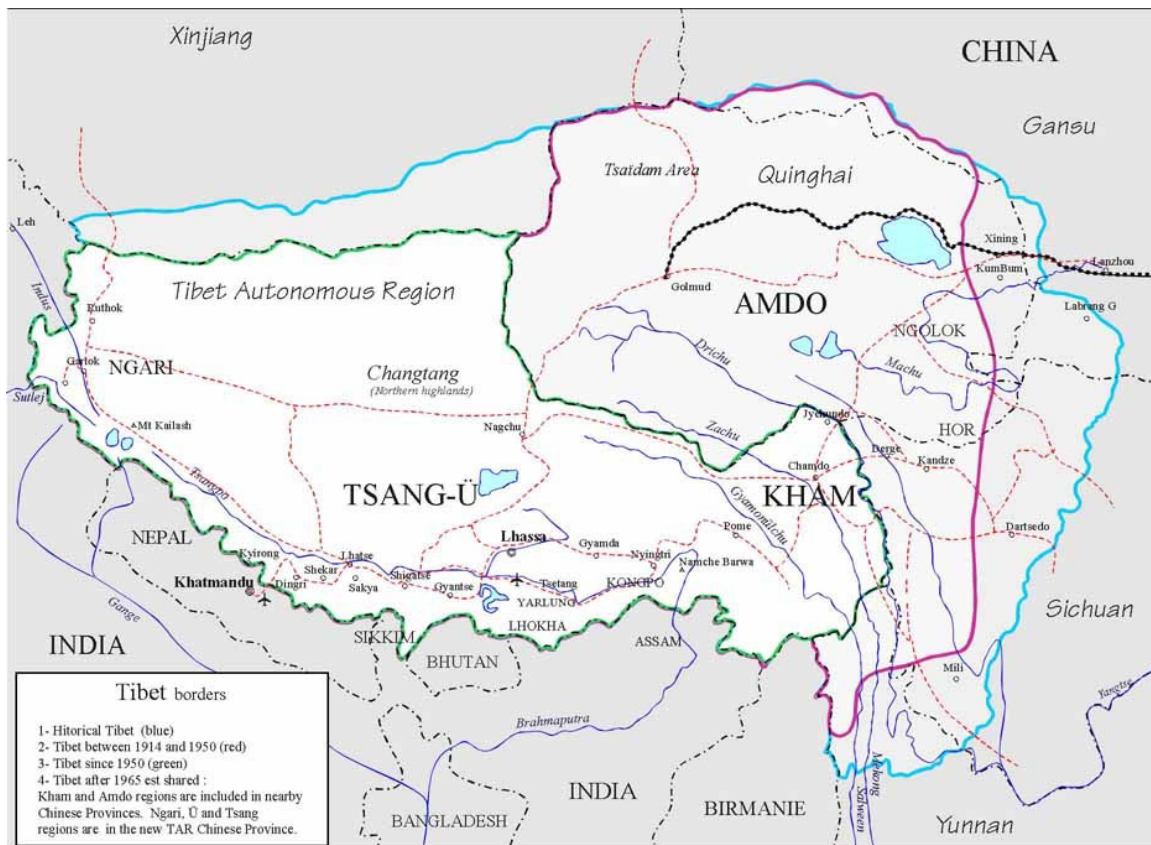 Xinjiang
CHINA
Gansu
Tsaïdam Area
Quinghai
Leh
Xining
Lanzhou
KumBum
Golmud
Tibet Autonomous Region
Indus
Ruthok
AMDO
Labrang G
NGOLOK
Drichu
Machu
Gartok
NGARI
Changtang
(Northern highlands)
Sutlej
Zachu
Jyekundo
HOR
Mt Kailash
Nagchu
Derge
Kandze
Chamdo
Tsangpo
TSANG-Ü
KHAM
Gyamonülchu
Pome
Dartsedo
NEPAL
Lhassa
Gyamda
Kyirong
Lhatse
Nyingtri
Namche Barwa
Shekar
Khatmandu
Dingri
Sakya
Shigatse
Tsetang
KONGPO
Gyantse
YARLUNG
Gange
Sichuan
LHOKHA
SIKKIM
ASSAM
INDIA
BHUTAN
Mili
Tibet borders
Yangtse
1- Hitorical Tibet (blue)
2- Tibet between 1914 and 1950 (red)
3- Tibet since 1950 (green)
4- Tibet after 1965 est shared :
Kham and Amdo regions are included in nearby
Chinese Provinces. Ngari, Ü and Tsang
regions are in the new TAR Chinese Province.
Brahmaputra
Mekong
Salween
INDIA
BIRMANIE
BANGLADESH
Yunnan